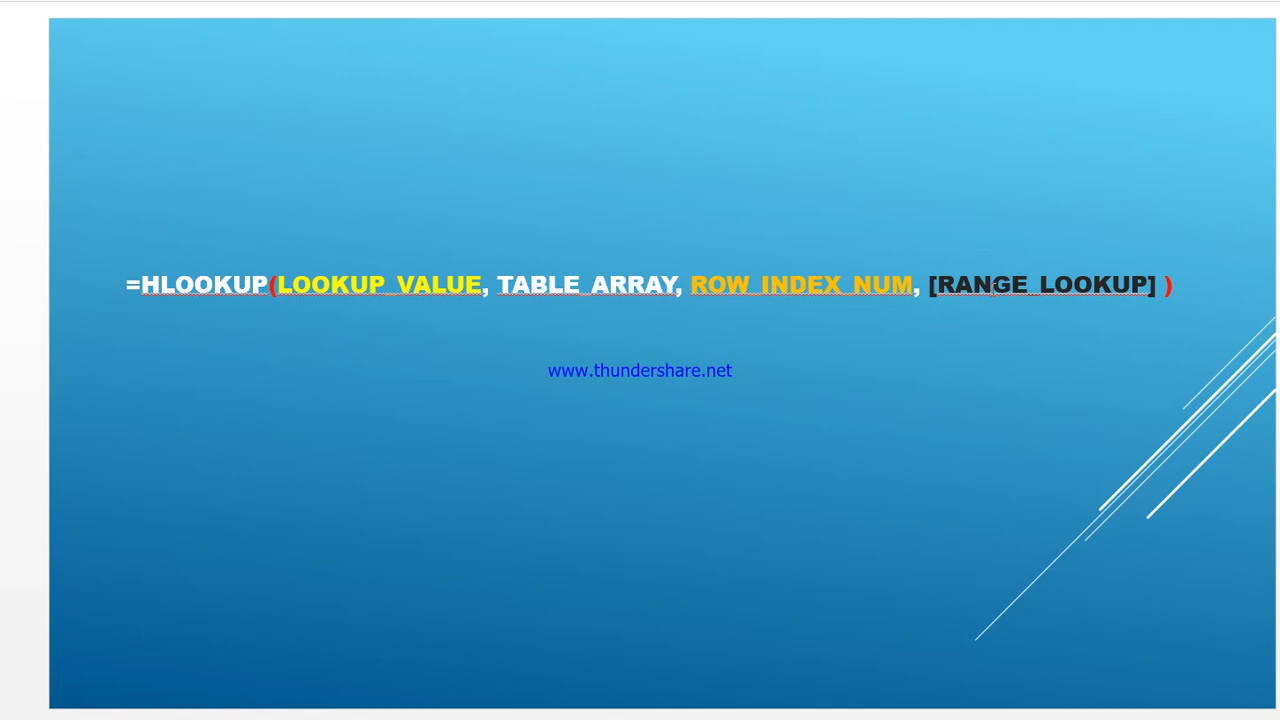 =HLOOKUP(LOOKUP_VALUE, TABLE_ARRAY, ROW_INDEX_NUM, [RANGE_LOOKUP] )
www.thundershare.net